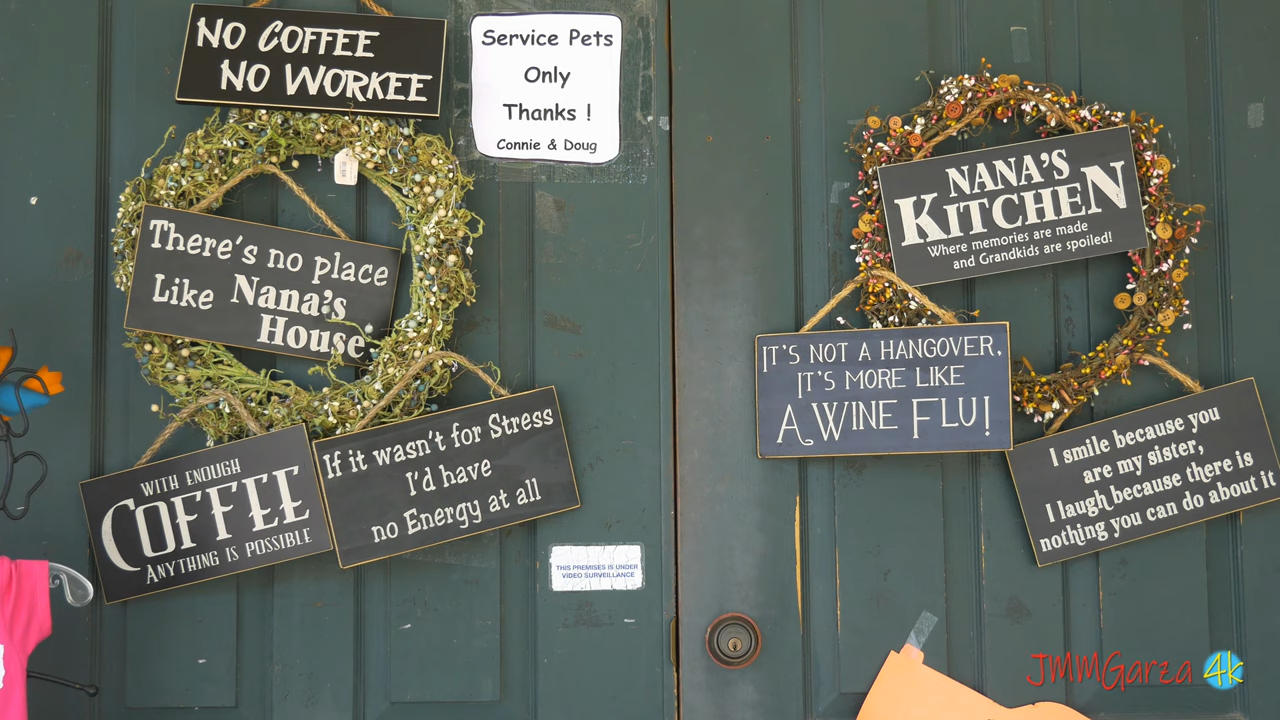 NO COFFEE
NO WORKEE
Service Pets
Only
Thanks !
Connie & Doug
There's no place
Like Nana's
House
WITH ENOUGH
COFFEE
ANYTHING IS POSSIBLE
If it wasn't for Stress
I'd have
no Energy at all
THIS PREMISES IS UNDER
VIDEO SURVEILLANCE
NANA'S
KITCHEN
Where memories are made
and Grandkids are spoiled!
IT'S NOT A HANGOVER,
IT'S MORE LIKE
A WINE FLU!
I smile because you
are my sister,
I laugh because there is
nothing you can do about it
JMMGarza 4k